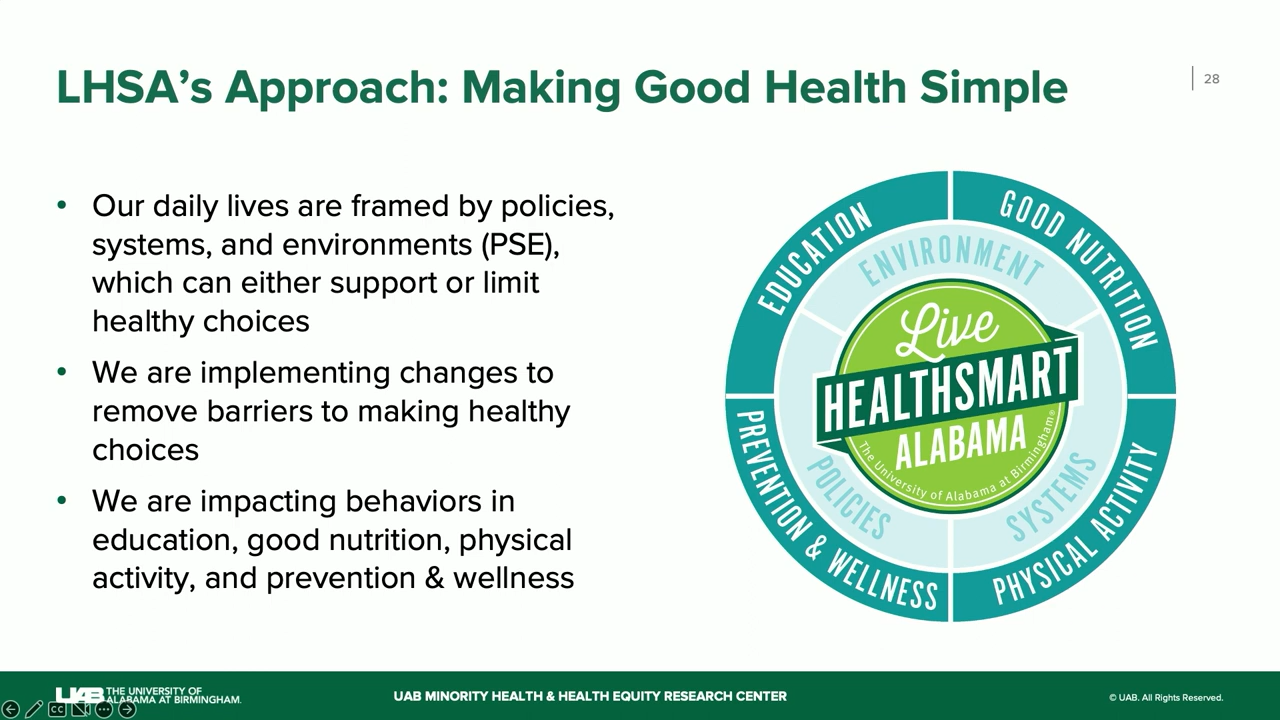 LHSA’s Approach: Making Good Health Simple
28
• Our daily lives are framed by policies,
systems, and environments (PSE),
which can either support or limit
healthy choices
• We are implementing changes to
remove barriers to making healthy
choices
• We are impacting behaviors in
education, good nutrition, physical
activity, and prevention & wellness
EDUCATION
GOOD NUTRITION
PHYSICAL ACTIVITY
PREVENTION & WELLNESS
ENVIRONMENT
SYSTEMS
POLICIES
Live
HEALTHSMART
ALABAMA
The University of Alabama at Birmingham®
UAB THE UNIVERSITY OF
ALABAMA AT BIRMINGHAM.
UAB MINORITY HEALTH & HEALTH EQUITY RESEARCH CENTER
© UAB. All Rights Reserved.
CC